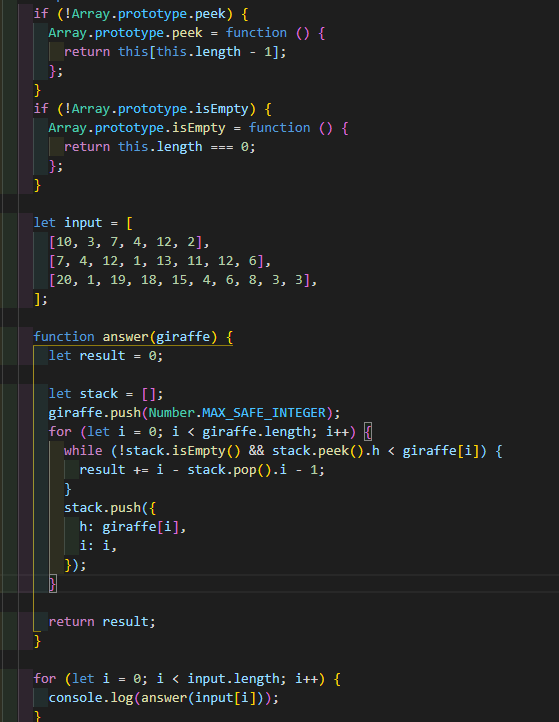 if (!Array.prototype.peek) {
Array.prototype.peek = function () {
return this[this.length - 1];
};
}
if (!Array.prototype.isEmpty) {
Array.prototype.isEmpty = function () {
return this.length === 0;
};
}
let input = [
[10, 3, 7, 4, 12, 2],
[7, 4, 12, 1, 13, 11, 12, 6],
[20, 1, 19, 18, 15, 4, 6, 8, 3, 3],
];
function answer(giraffe) {
let result = 0;
let stack = [];
giraffe.push(Number.MAX_SAFE_INTEGER);
for (let i = 0; i < giraffe.length; i++) {
while (!stack.isEmpty() && stack.peek().h < giraffe[i]) {
result += i - stack.pop().i - 1;
}
stack.push({
h: giraffe[i],
i: i,
});
}
return result;
}
for (let i = 0; i < input.length; i++) {
console.log(answer(input[i]));
}